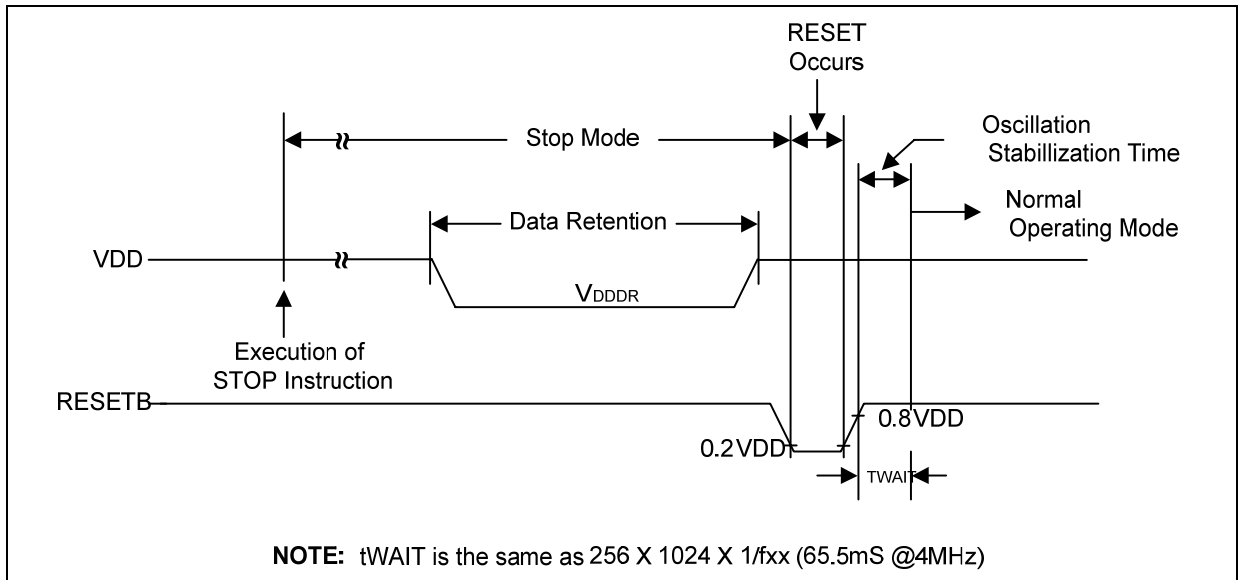 RESET
Occurs
Stop Mode
Oscillation
Stabillization Time
Normal
Operating Mode
Data Retention
VDD
VDDDR
Execution of
STOP Instruction
RESETB
0.8VDD
0.2VDD
TWAIT
NOTE: tWAIT is the same as 256 X 1024 X 1/fxx (65.5mS @4MHz)